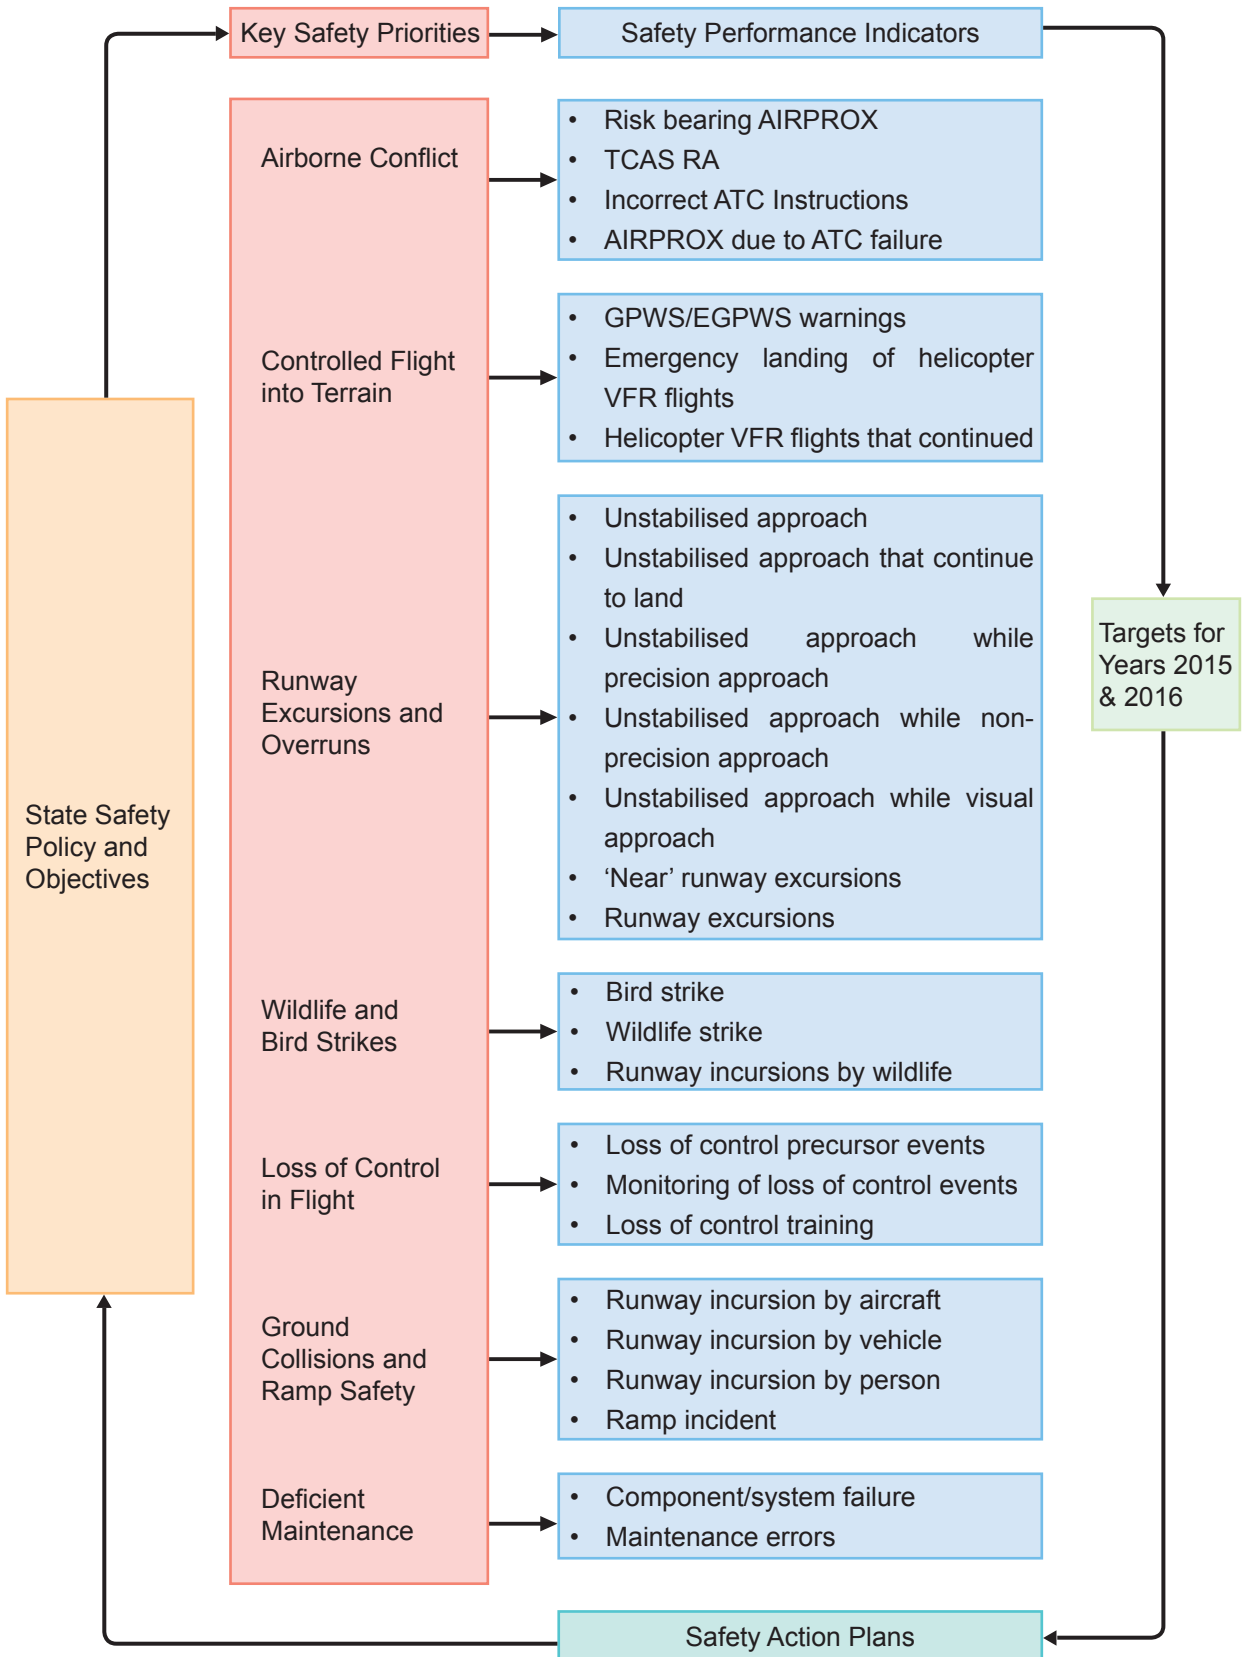 Key Safety Priorities
Safety Performance Indicators
Airborne Conflict
• Risk bearing AIRPROX
• TCAS RA
• Incorrect ATC Instructions
• AIRPROX due to ATC failure
Controlled Flight
into Terrain
• GPWS/EGPWS warnings
• Emergency landing of helicopter
VFR flights
• Helicopter VFR flights that continued
Runway
Excursions and
Overruns
• Unstabilised approach
• Unstabilised approach that continue
to land
• Unstabilised approach while
precision approach
• Unstabilised approach while non-
precision approach
• Unstabilised approach while visual
approach
• ‘Near’ runway excursions
• Runway excursions
Wildlife and
Bird Strikes
• Bird strike
• Wildlife strike
• Runway incursions by wildlife
Loss of Control
in Flight
• Loss of control precursor events
• Monitoring of loss of control events
• Loss of control training
Ground
Collisions and
Ramp Safety
• Runway incursion by aircraft
• Runway incursion by vehicle
• Runway incursion by person
• Ramp incident
Deficient
Maintenance
• Component/system failure
• Maintenance errors
Targets for
Years 2015
& 2016
Safety Action Plans
State Safety
Policy and
Objectives